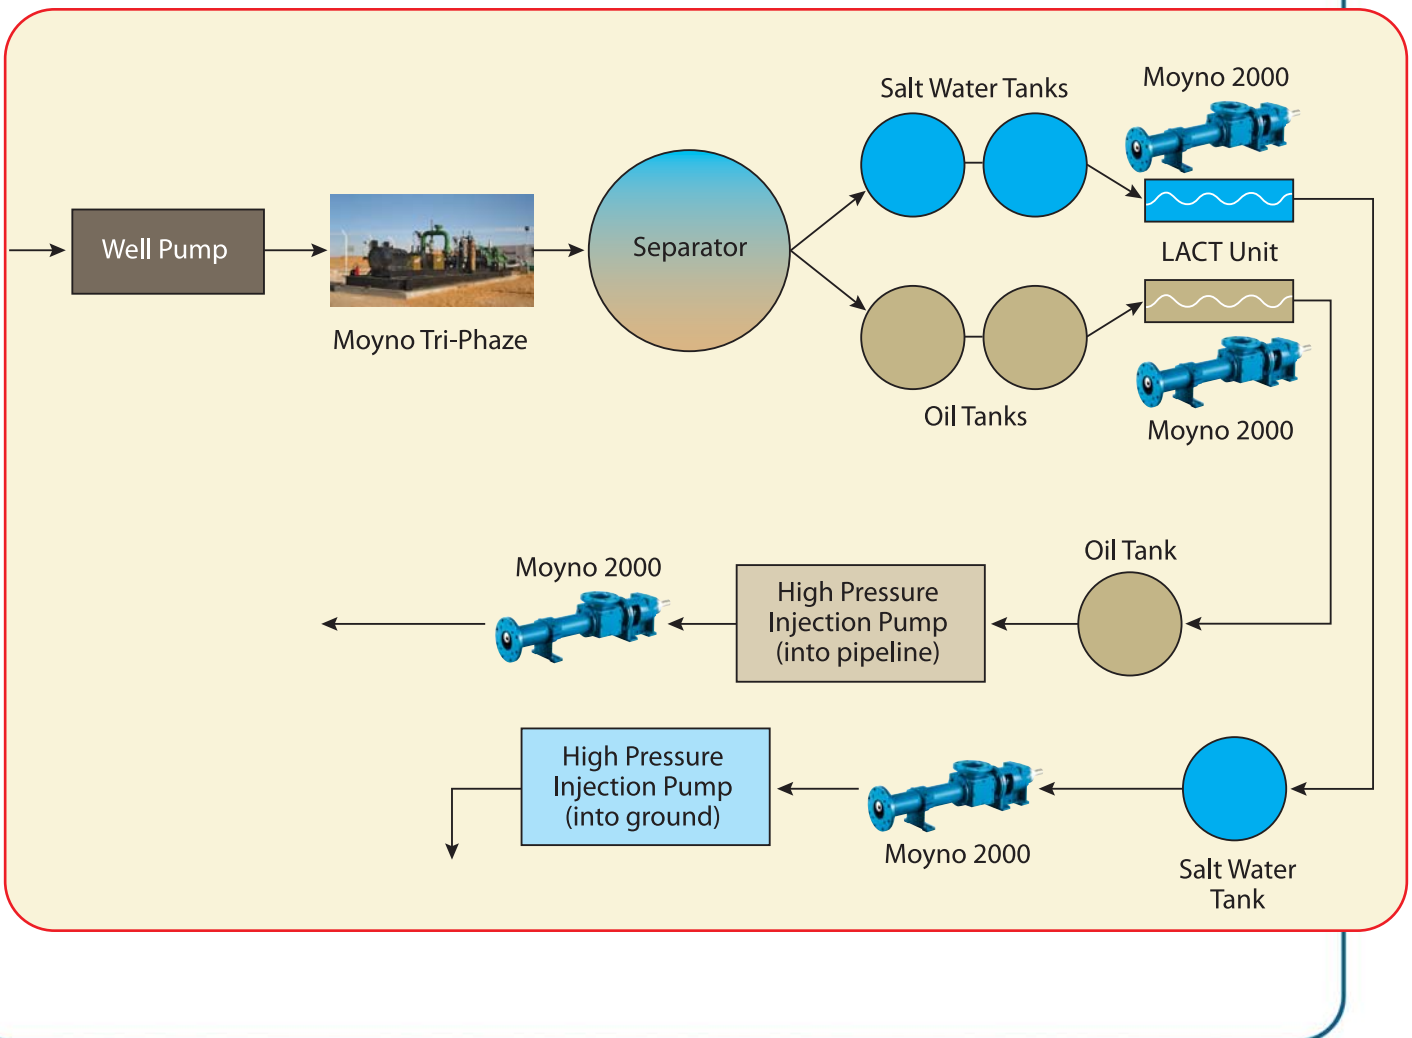 Salt Water Tanks
Moyno 2000
Well Pump
Separator
LACT Unit
Moyno Tri-Phaze
Oil Tanks
Moyno 2000
Moyno 2000
High Pressure
Injection Pump
(into pipeline)
Oil Tank
High Pressure
Injection Pump
(into ground)
Moyno 2000
Salt Water
Tank